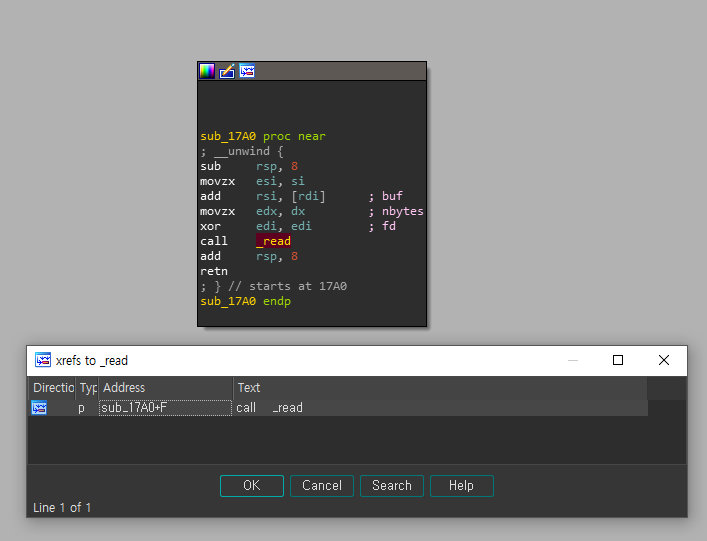 sub_17A0 proc near
; __unwind {
sub rsp, 8
movzx esi, si
add rsi, [rdi] ; buf
movzx edx, dx ; nbytes
xor edi, edi ; fd
call _read
add rsp, 8
retn
; } // starts at 17A0
sub_17A0 endp
xrefs to _read
Directio Typ Address Text
p sub_17A0+F call _read
OK Cancel Search Help
Line 1 of 1